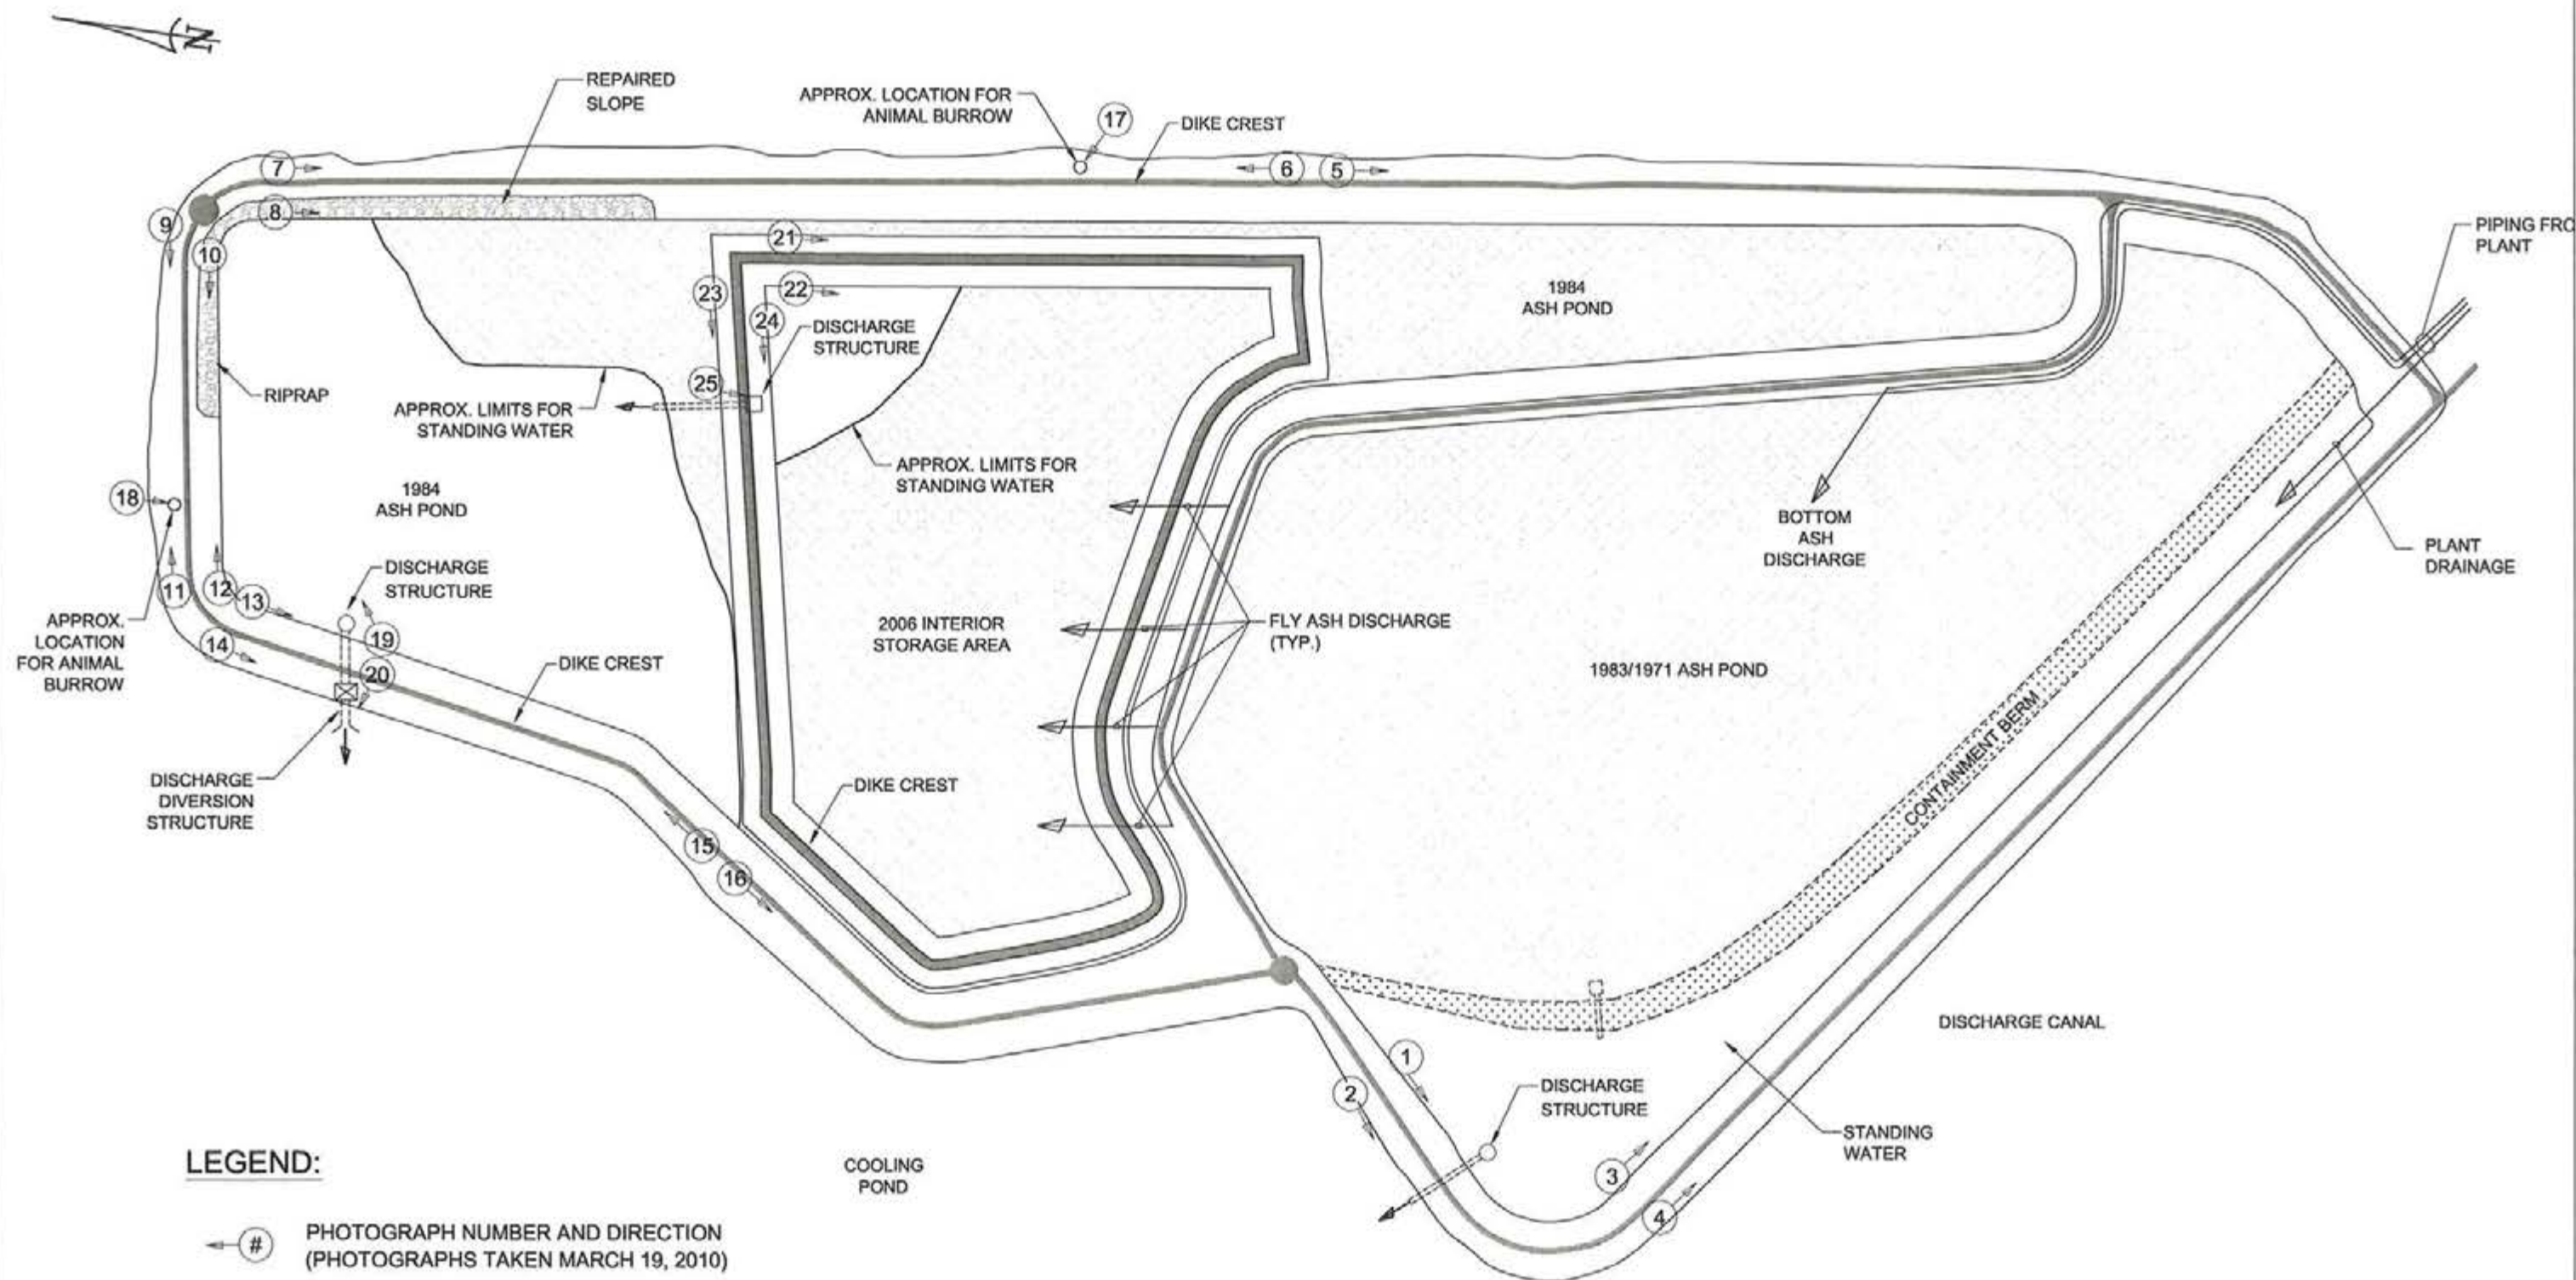 N
REPAIRED
SLOPE
APPROX. LOCATION FOR
ANIMAL BURROW
17
DIKE CREST
7
6
5
8
9
10
21
22
23
24
25
DISCHARGE
STRUCTURE
1984
ASH POND
PIPING FRO
PLANT
RIPRAP
APPROX. LIMITS FOR
STANDING WATER
APPROX. LIMITS FOR
STANDING WATER
18
1984
ASH POND
BOTTOM
ASH
DISCHARGE
PLANT
DRAINAGE
DISCHARGE
STRUCTURE
11
12
13
14
19
20
APPROX.
LOCATION
FOR ANIMAL
BURROW
DIKE CREST
2006 INTERIOR
STORAGE AREA
FLY ASH DISCHARGE
(TYP.)
1983/1971 ASH POND
CONTAINMENT BERM
DISCHARGE
DIVERSION
STRUCTURE
DIKE CREST
15
16
DISCHARGE CANAL
1
2
DISCHARGE
STRUCTURE
STANDING
WATER
3
4
COOLING
POND
LEGEND:
# PHOTOGRAPH NUMBER AND DIRECTION
(PHOTOGRAPHS TAKEN MARCH 19, 2010)